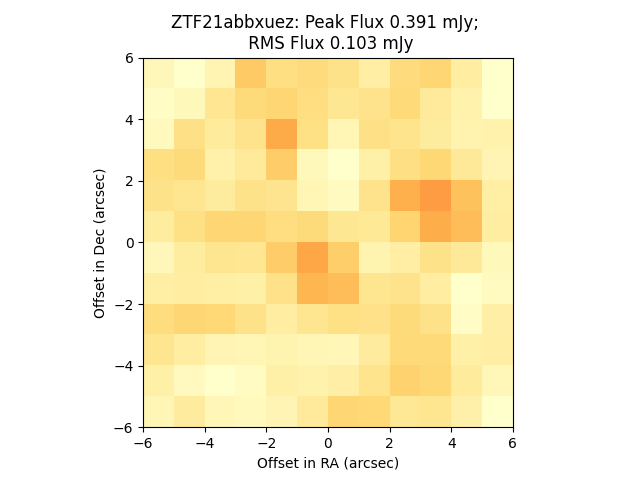 ZTF21abbxuez: Peak Flux 0.391 mJy;
RMS Flux 0.103 mJy
6
4
2
0
−2
−4
−6
Offset in Dec (arcsec)
−6 −4 −2 0 2 4 6
Offset in RA (arcsec)